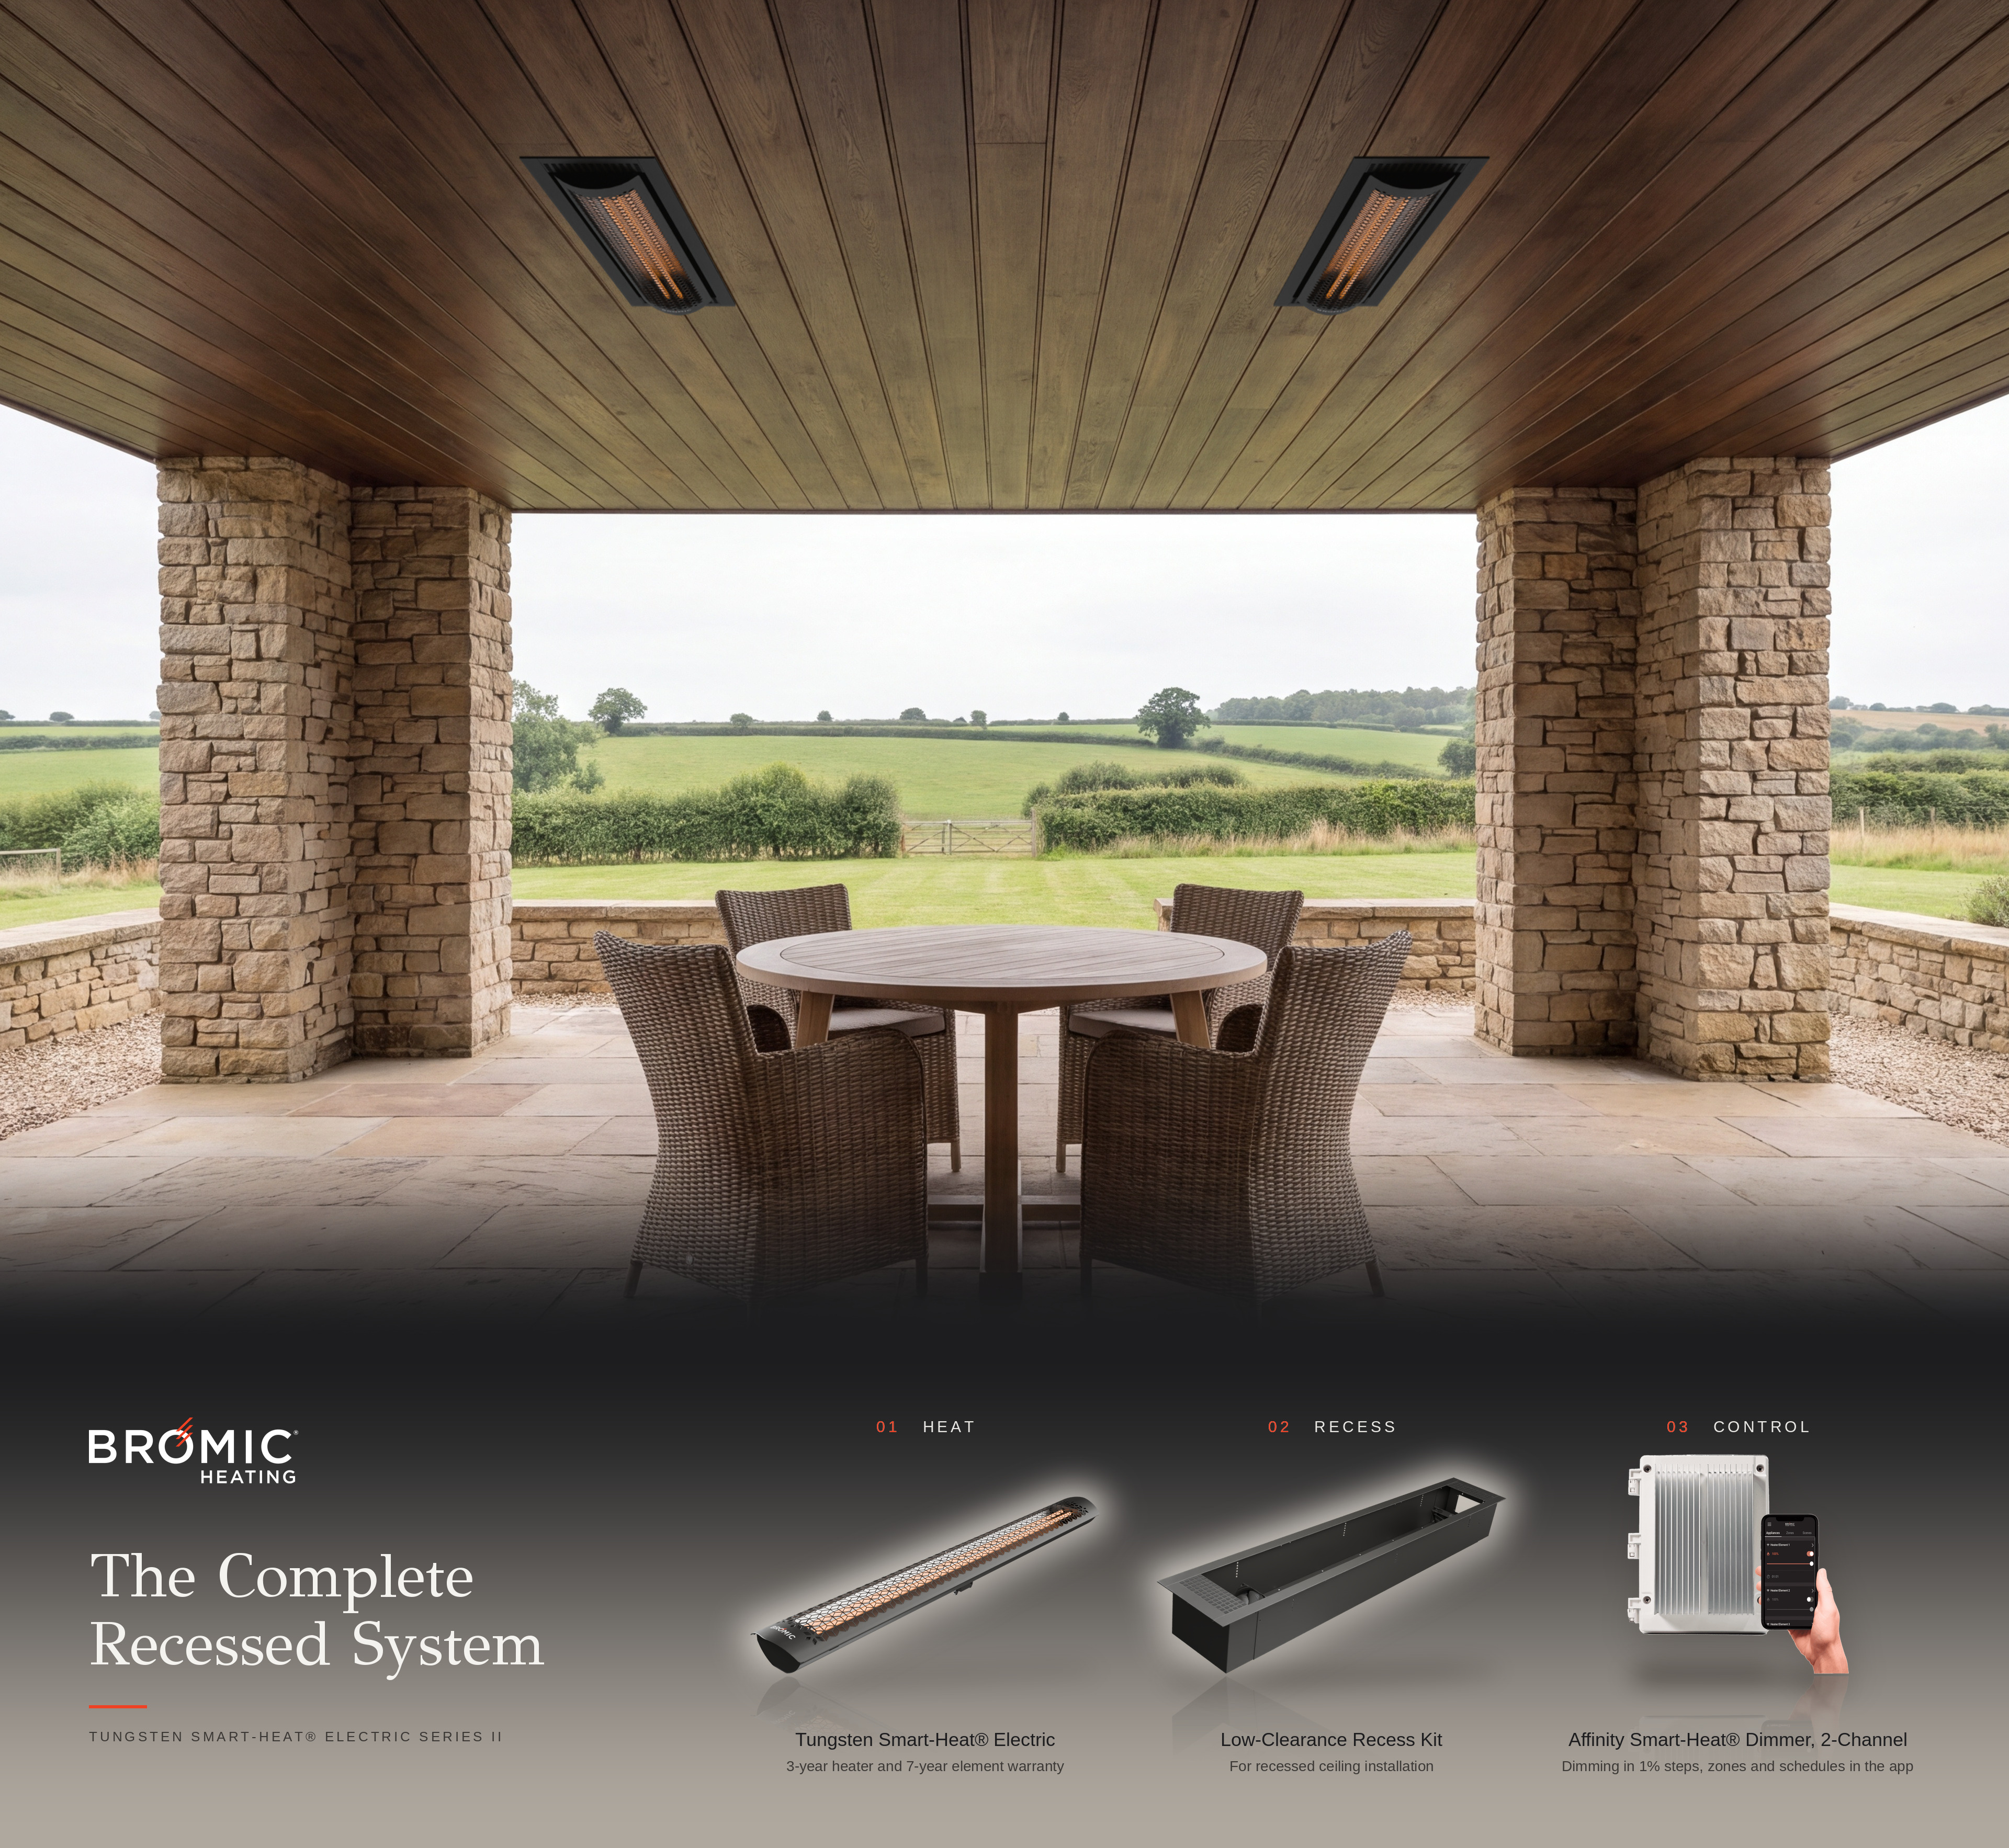 BROMIC®
HEATING
The Complete
Recessed System
TUNGSTEN SMART-HEAT® ELECTRIC SERIES II
01 HEAT
BROMIC
Tungsten Smart-Heat® Electric
3-year heater and 7-year element warranty
02 RECESS
Low-Clearance Recess Kit
For recessed ceiling installation
03 CONTROL
Affinity Smart-Heat® Dimmer, 2-Channel
Dimming in 1% steps, zones and schedules in the app